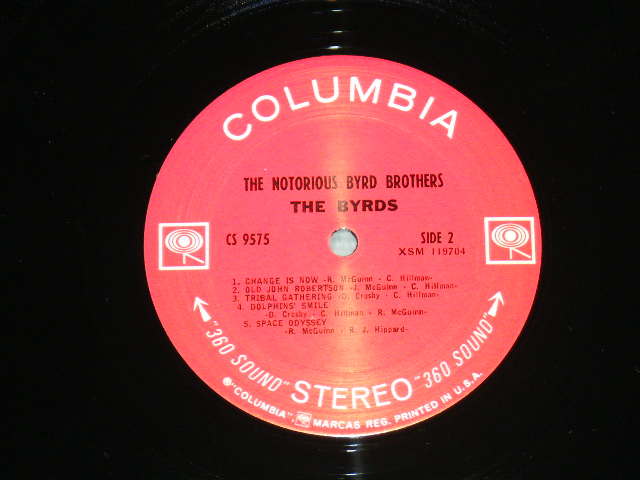 COLUMBIA
THE NOTORIOUS BYRD BROTHERS
THE BYRDS
CS 9575
SIDE 2
XSM 119704
1. CHANGE IS NOW -R. McGuinn - C. Hillman-
2. OLD JOHN ROBERTSON -J. McGuinn - C. Hillman-
3. TRIBAL GATHERING -D. Crosby - C. Hillman-
4. DOLPHINS' SMILE
-D. Crosby - C. Hillman - R. McGuinn-
5. SPACE ODYSSEY
-R. McGuinn - R. J. Hippard-
"360 SOUND" STEREO "360 SOUND"
® "COLUMBIA", MARCAS REG. PRINTED IN U.S.A.